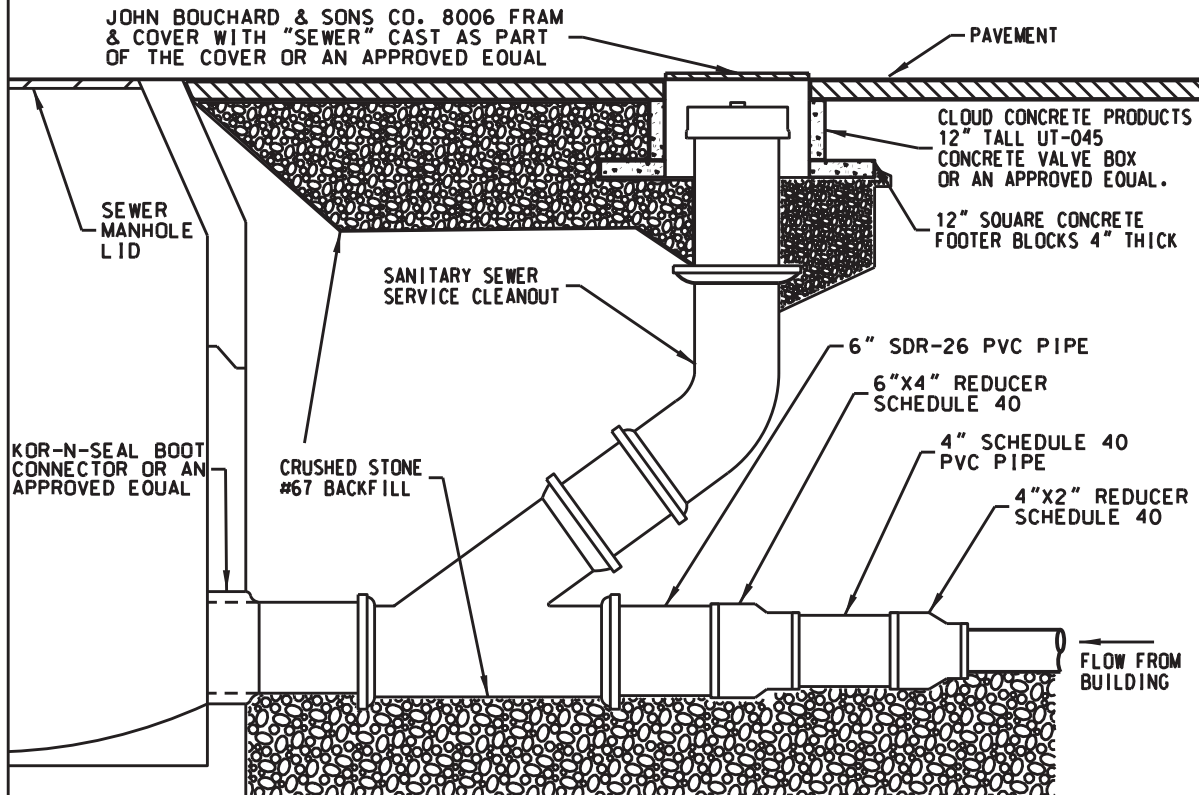 JOHN BOUCHARD & SONS CO. 8006 FRAM
& COVER WITH "SEWER" CAST AS PART
OF THE COVER OR AN APPROVED EQUAL
PAVEMENT
CLOUD CONCRETE PRODUCTS
12" TALL UT-045
CONCRETE VALVE BOX
OR AN APPROVED EQUAL.
12" SQUARE CONCRETE
FOOTER BLOCKS 4" THICK
SEWER
MANHOLE
LID
SANITARY SEWER
SERVICE CLEANOUT
6" SDR-26 PVC PIPE
6"X4" REDUCER
SCHEDULE 40
4" SCHEDULE 40
PVC PIPE
4"X2" REDUCER
SCHEDULE 40
KOR-N-SEAL BOOT
CONNECTOR OR AN
APPROVED EQUAL
CRUSHED STONE
#67 BACKFILL
FLOW FROM
BUILDING